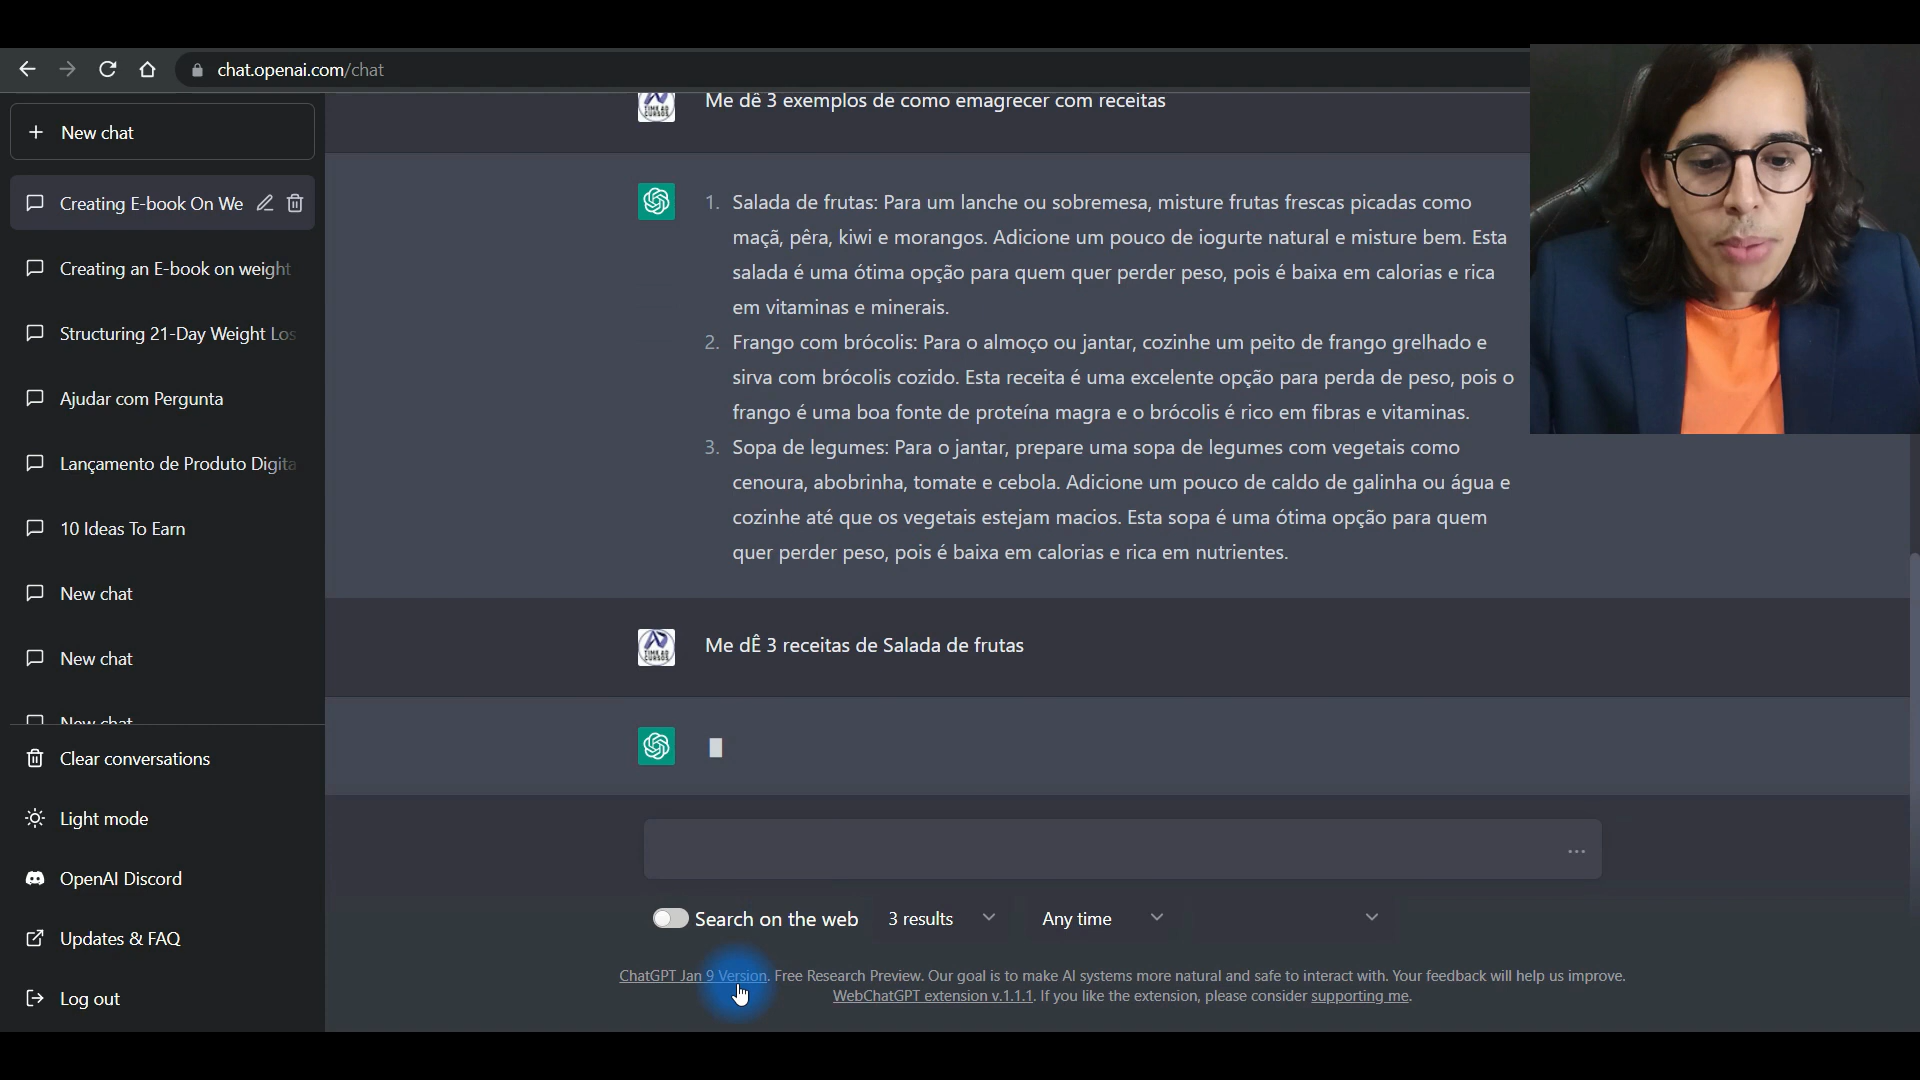 chat.openai.com/chat
New chat
Creating E-book On We
Creating an E-book on weight
Structuring 21-Day Weight Los
Ajudar com Pergunta
Lançamento de Produto Digita
10 Ideas To Earn
New chat
New chat
New chat
Clear conversations
Light mode
OpenAI Discord
Updates & FAQ
Log out
TIME AD
CURSOS
Me dê 3 exemplos de como emagrecer com receitas
1. Salada de frutas: Para um lanche ou sobremesa, misture frutas frescas picadas como
maçã, pêra, kiwi e morangos. Adicione um pouco de iogurte natural e misture bem. Esta
salada é uma ótima opção para quem quer perder peso, pois é baixa em calorias e rica
em vitaminas e minerais.
2. Frango com brócolis: Para o almoço ou jantar, cozinhe um peito de frango grelhado e
sirva com brócolis cozido. Esta receita é uma excelente opção para perda de peso, pois o
frango é uma boa fonte de proteína magra e o brócolis é rico em fibras e vitaminas.
3. Sopa de legumes: Para o jantar, prepare uma sopa de legumes com vegetais como
cenoura, abobrinha, tomate e cebola. Adicione um pouco de caldo de galinha ou água e
cozinhe até que os vegetais estejam macios. Esta sopa é uma ótima opção para quem
quer perder peso, pois é baixa em calorias e rica em nutrientes.
TIME AD
CURSOS
Me dÊ 3 receitas de Salada de frutas
Search on the web 3 results Any time
ChatGPT Jan 9 Version. Free Research Preview. Our goal is to make AI systems more natural and safe to interact with. Your feedback will help us improve.
WebChatGPT extension v.1.1.1. If you like the extension, please consider supporting me.